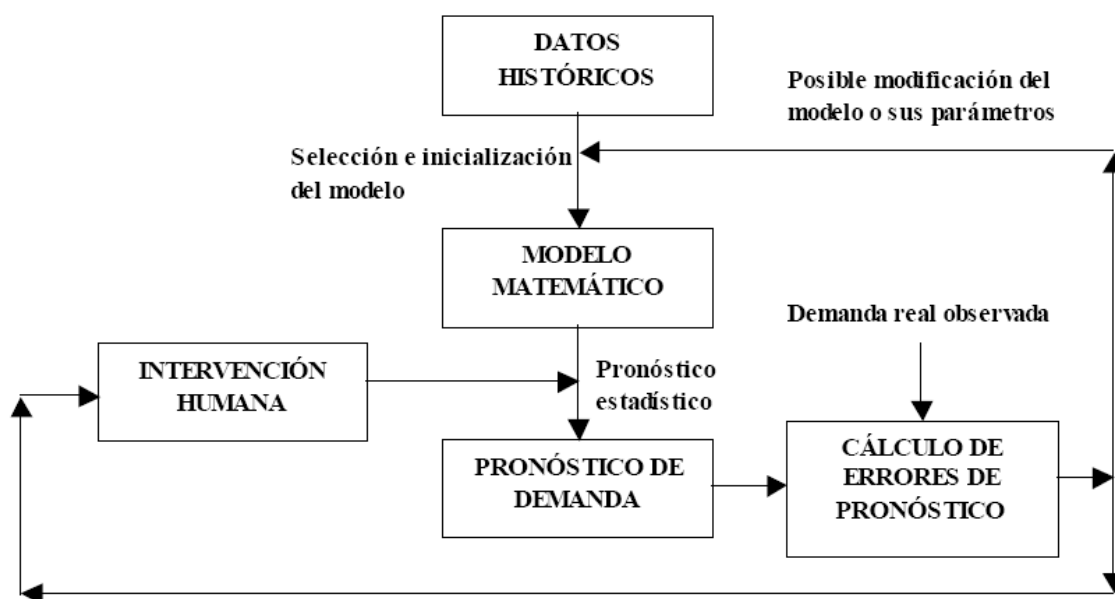 DATOS
HISTÓRICOS
Posible modificación del
modelo o sus parámetros
Selección e inicialización
del modelo
MODELO
MATEMÁTICO
Demanda real observada
INTERVENCIÓN
HUMANA
Pronóstico
estadístico
PRONÓSTICO DE
DEMANDA
CÁLCULO DE
ERRORES DE
PRONÓSTICO